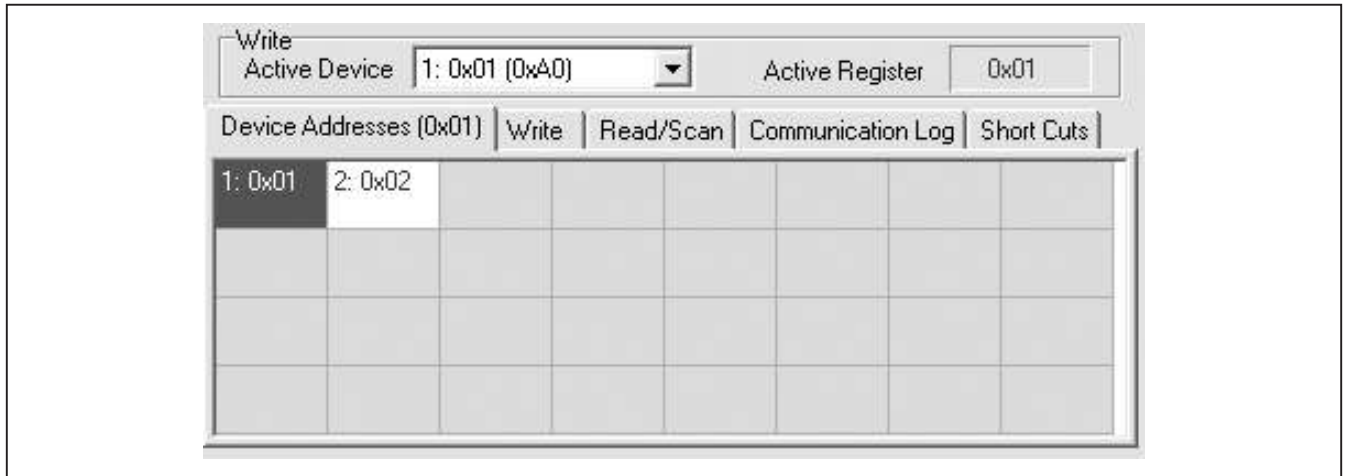 Write
Active Device 1: 0x01 (0xA0) Active Register 0x01
Device Addresses (0x01) Write Read/Scan Communication Log Short Cuts
1: 0x01 2: 0x02